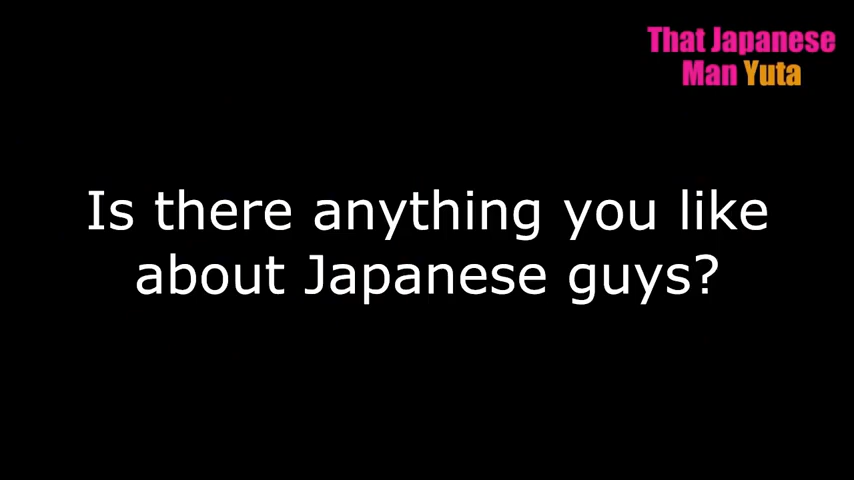 That Japanese
Man Yuta
Is there anything you like
about Japanese guys?